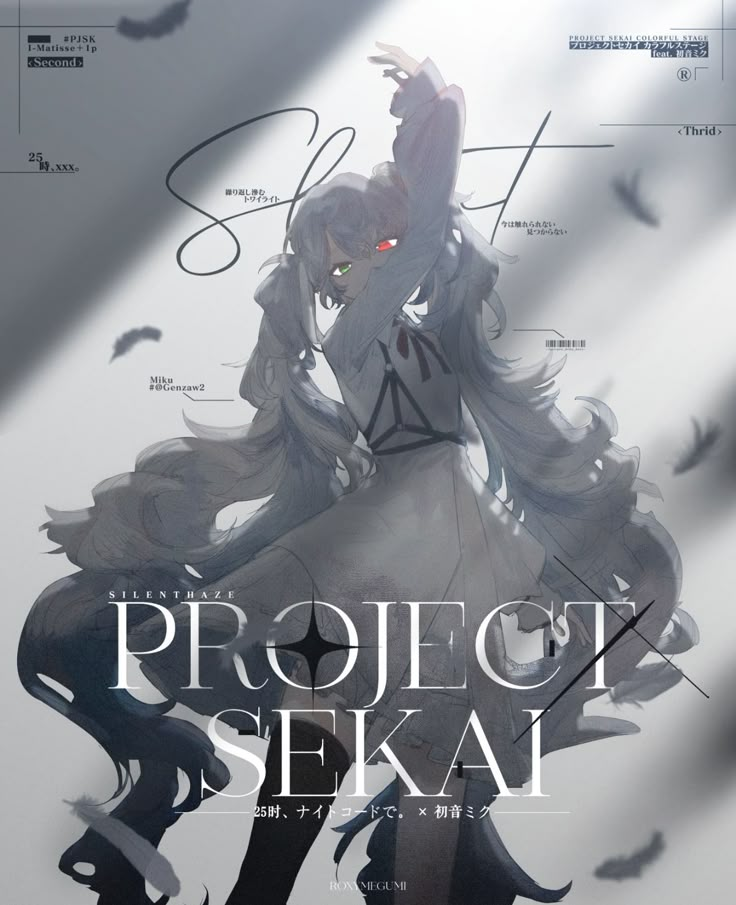 #PJSK
I-Matisse+1p
‹Second›
PROJECT SEKAI COLORFUL STAGE
プロジェクトセカイ カラフルステージ
feat. 初音ミク
®
‹Thrid›
25
時、xxx。
繰り返し滲む
トワイライト
今は触れられない
見つからない
Miku
#@Genzaw2
SILENTHAZE
PROJECT
SEKAI
25時、ナイトコードで。 × 初音ミク
ROXYMEGUMI